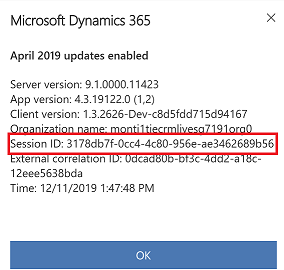 Microsoft Dynamics 365
April 2019 updates enabled
Server version: 9.1.0000.11423
App version: 4.3.19122.0 (1,2)
Client version: 1.3.2626-Dev-c8d5fdd715d94167
Organization name: monti1tiecrmlivesg7191org0
Session ID: 3178db7f-0cc4-4c80-956e-ae3462689b56
External correlation ID: 0dcad80b-bf3c-4dd2-a18c-
12eee5638bda
Time: 12/11/2019 1:47:48 PM
OK